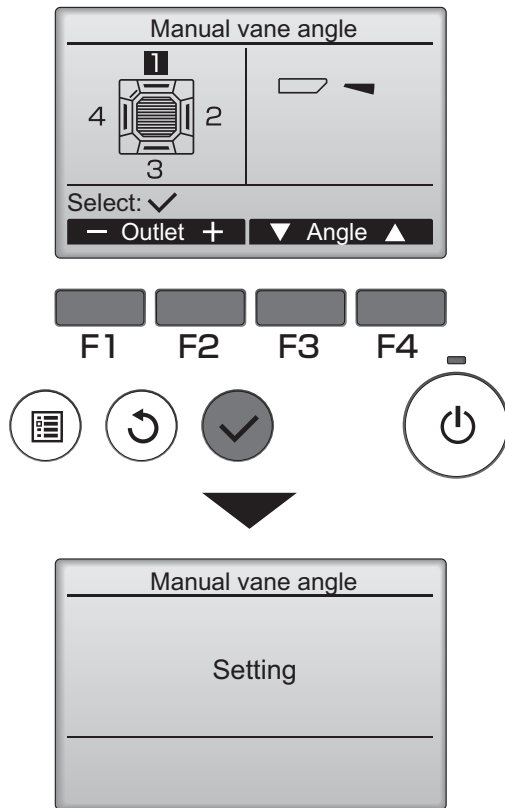 Manual vane angle
1
4 2
3
Select: ✓
− Outlet + ▼ Angle ▲
F1 F2 F3 F4
Manual vane angle
Setting